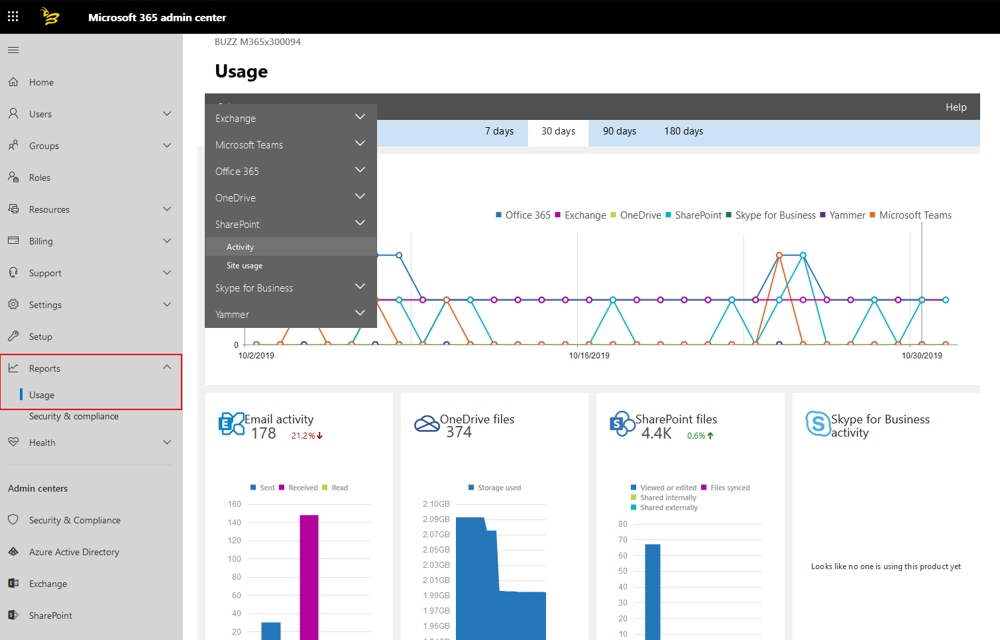 Microsoft 365 admin center
BUZZ M365x300094
Usage
Help
Home
Users
Groups
Roles
Resources
Billing
Support
Settings
Setup
Reports
Usage
Security & compliance
Health
Admin centers
Security & Compliance
Azure Active Directory
Exchange
SharePoint
Exchange
Microsoft Teams
Office 365
OneDrive
SharePoint
Activity
Site usage
Skype for Business
Yammer
7 days 30 days 90 days 180 days
Office 365 Exchange OneDrive SharePoint Skype for Business Yammer Microsoft Teams
0
10/2/2019 10/16/2019 10/30/2019
Email activity
178 21.2%
Sent Received Read
160
140
120
100
80
60
40
20
OneDrive files
374
Storage used
2.10GB
2.09GB
2.07GB
2.05GB
2.03GB
2.01GB
1.99GB
1.97GB
1.96GB
SharePoint files
4.4K 0.6%
Viewed or edited Files synced
Shared internally
Shared externally
80
70
60
50
40
30
20
10
Skype for Business
activity
Looks like no one is using this product yet